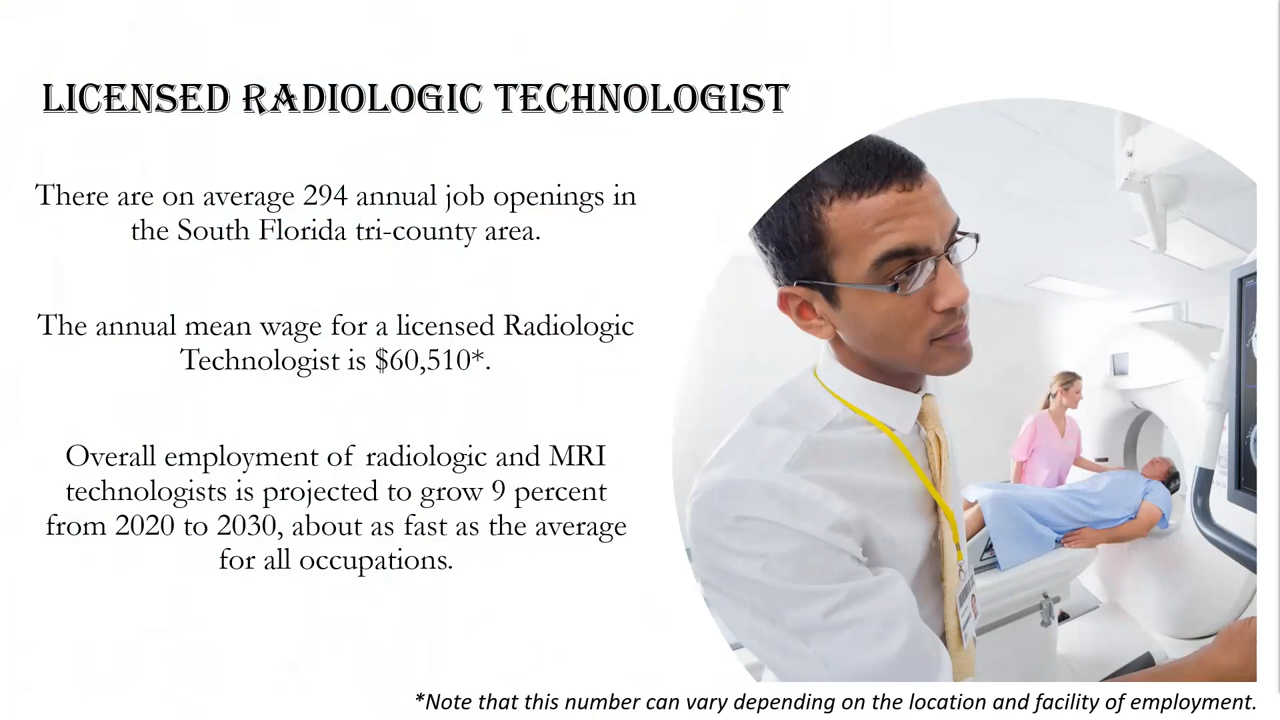 LICENSED RADIOLOGIC TECHNOLOGIST
There are on average 294 annual job openings in
the South Florida tri-county area.
The annual mean wage for a licensed Radiologic
Technologist is $60,510*.
Overall employment of radiologic and MRI
technologists is projected to grow 9 percent
from 2020 to 2030, about as fast as the average
for all occupations.
*Note that this number can vary depending on the location and facility of employment.